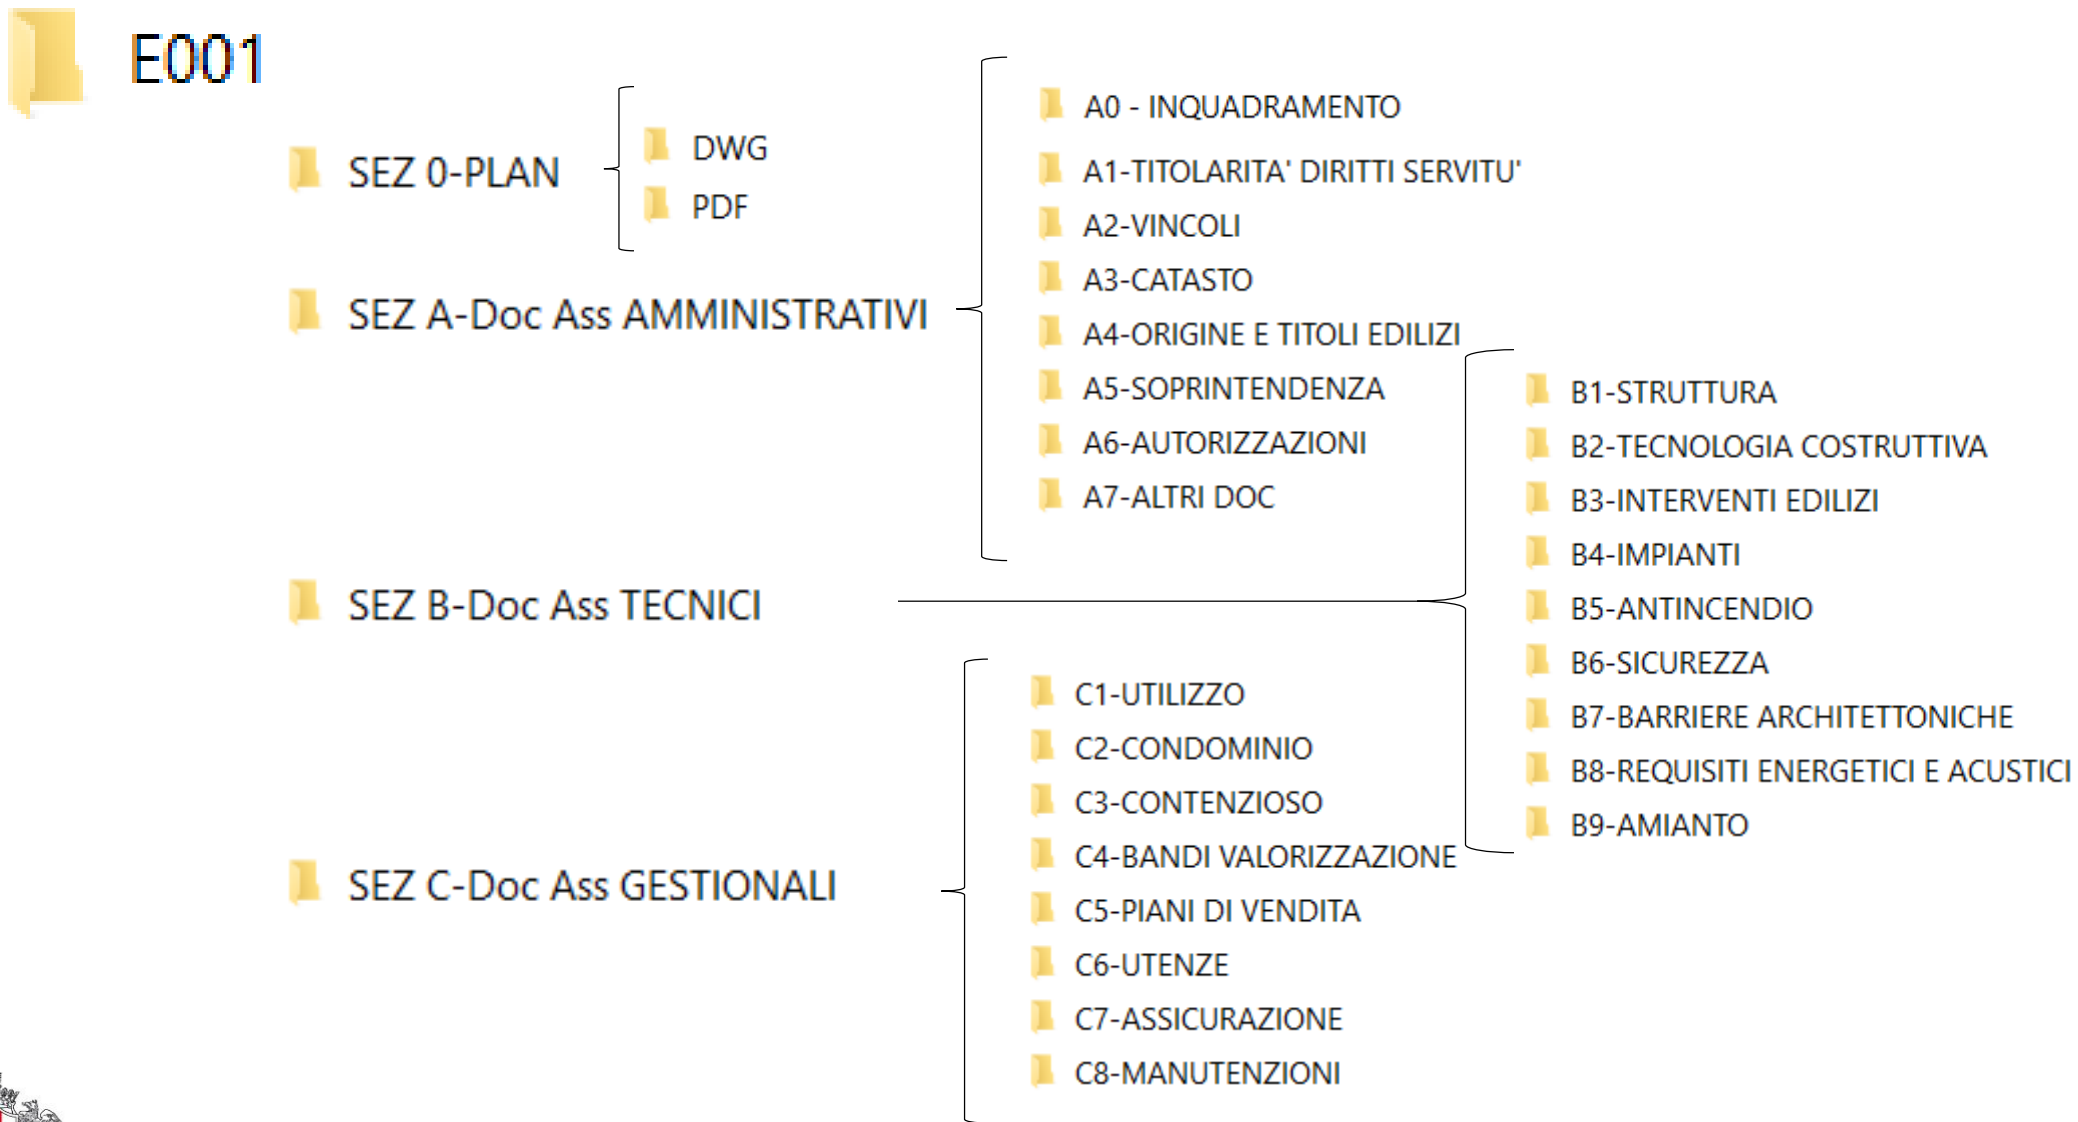 E001
SEZ 0-PLAN
DWG
PDF
SEZ A-Doc Ass AMMINISTRATIVI
A0 - INQUADRAMENTO
A1-TITOLARITA' DIRITTI SERVITU'
A2-VINCOLI
A3-CATASTO
A4-ORIGINE E TITOLI EDILIZI
A5-SOPRINTENDENZA
A6-AUTORIZZAZIONI
A7-ALTRI DOC
SEZ B-Doc Ass TECNICI
B1-STRUTTURA
B2-TECNOLOGIA COSTRUTTIVA
B3-INTERVENTI EDILIZI
B4-IMPIANTI
B5-ANTINCENDIO
B6-SICUREZZA
B7-BARRIERE ARCHITETTONICHE
B8-REQUISITI ENERGETICI E ACUSTICI
B9-AMIANTO
SEZ C-Doc Ass GESTIONALI
C1-UTILIZZO
C2-CONDOMINIO
C3-CONTENZIOSO
C4-BANDI VALORIZZAZIONE
C5-PIANI DI VENDITA
C6-UTENZE
C7-ASSICURAZIONE
C8-MANUTENZIONI